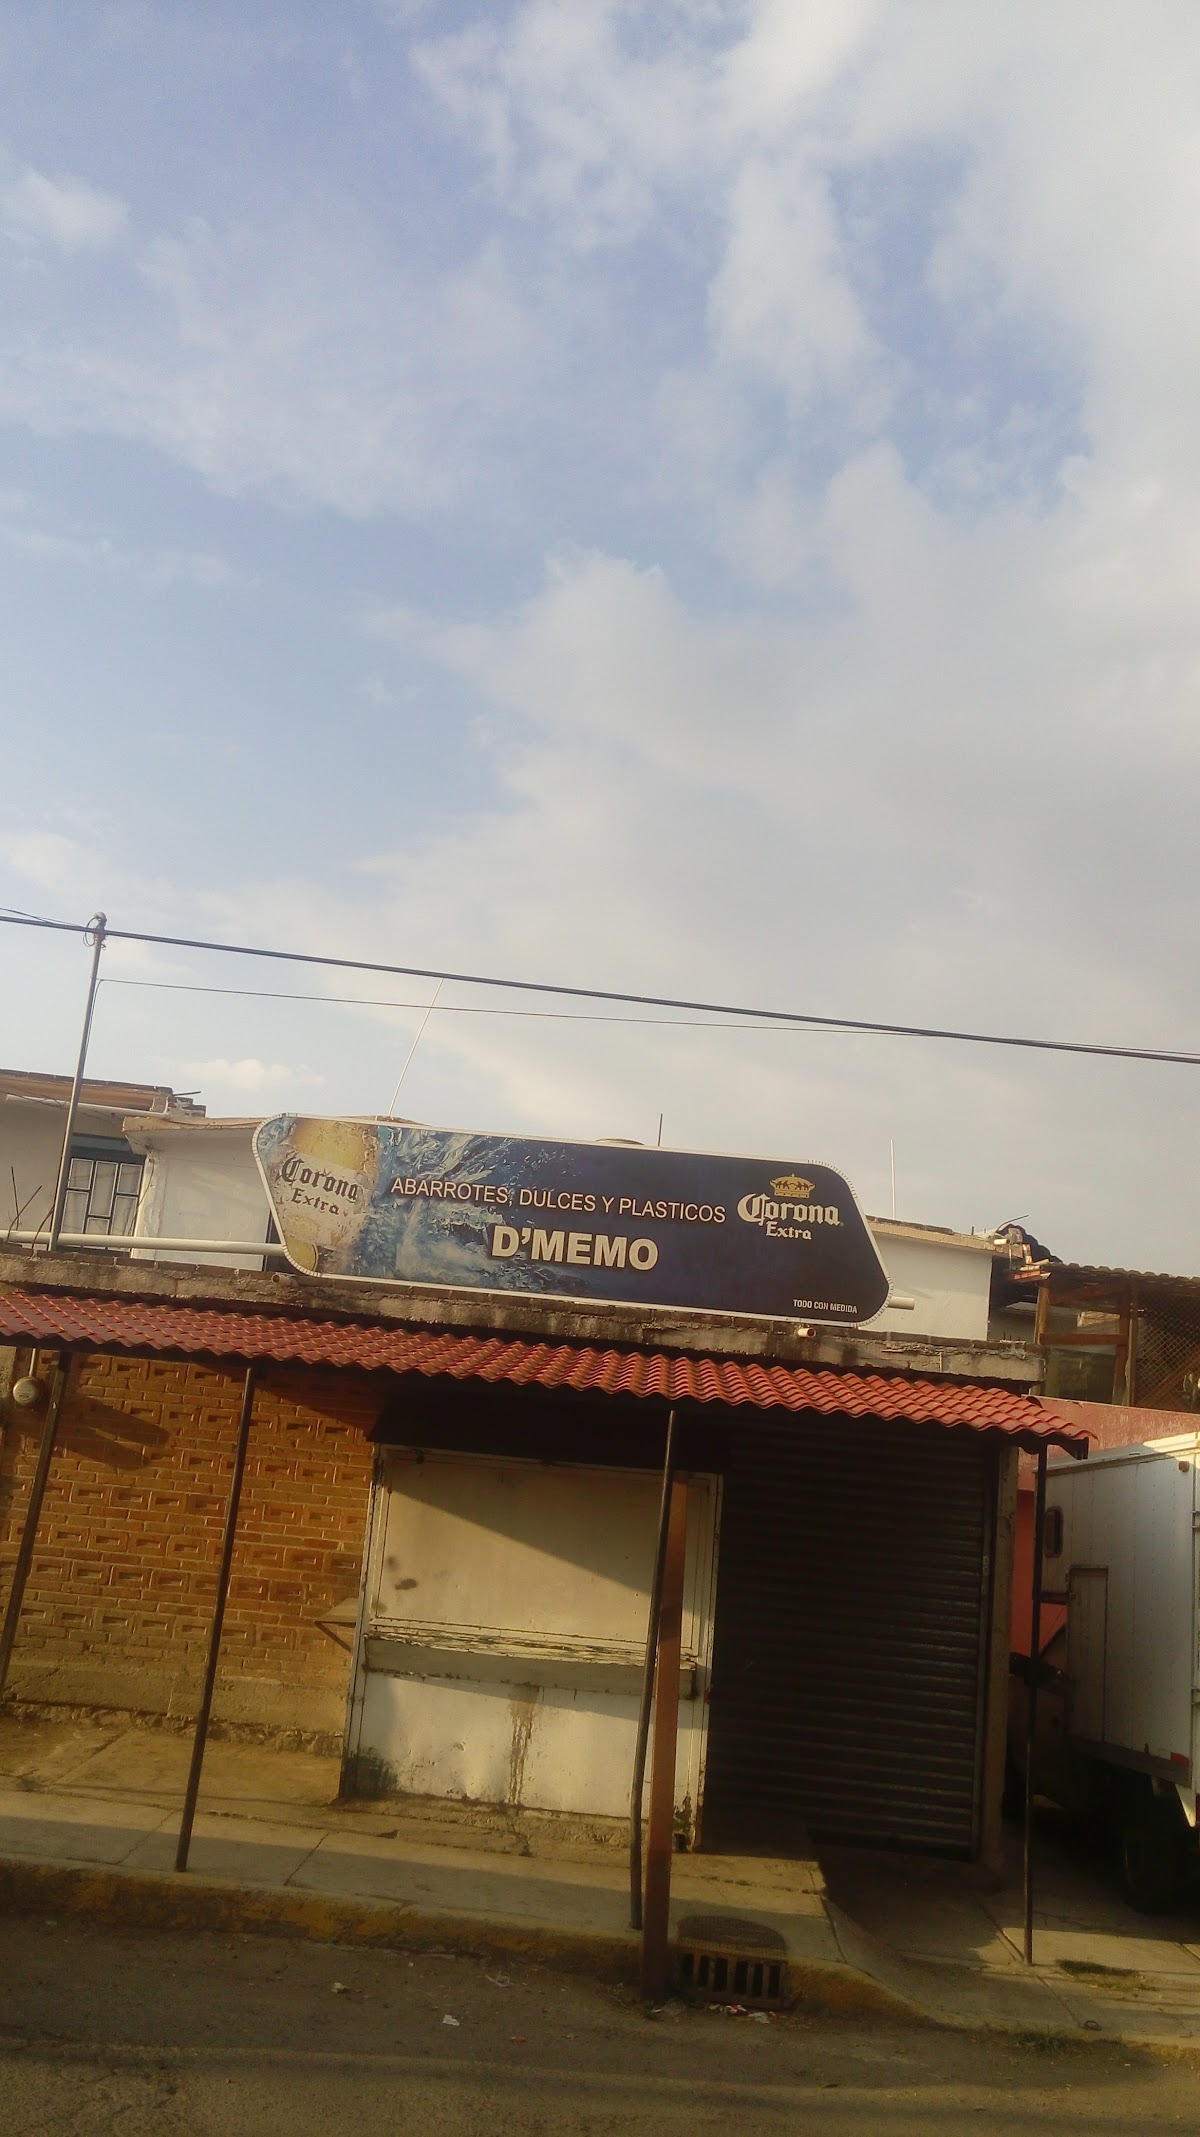 Corona
Extra
ABARROTES, DULCES Y PLASTICOS
D'MEMO
Corona
Extra
TODO CON MEDIDA